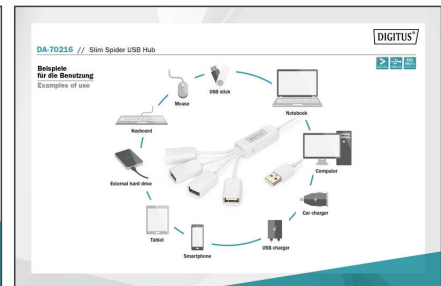 DIGITUS®
DA-70216 // Slim Spider USB Hub
Beispiele
für die Benutzung
Examples of use
USB stick
Mouse
Notebook
Keyboard
DIGITUS
Computer
External hard drive
Car charger
Tablet
USB charger
Smartphone